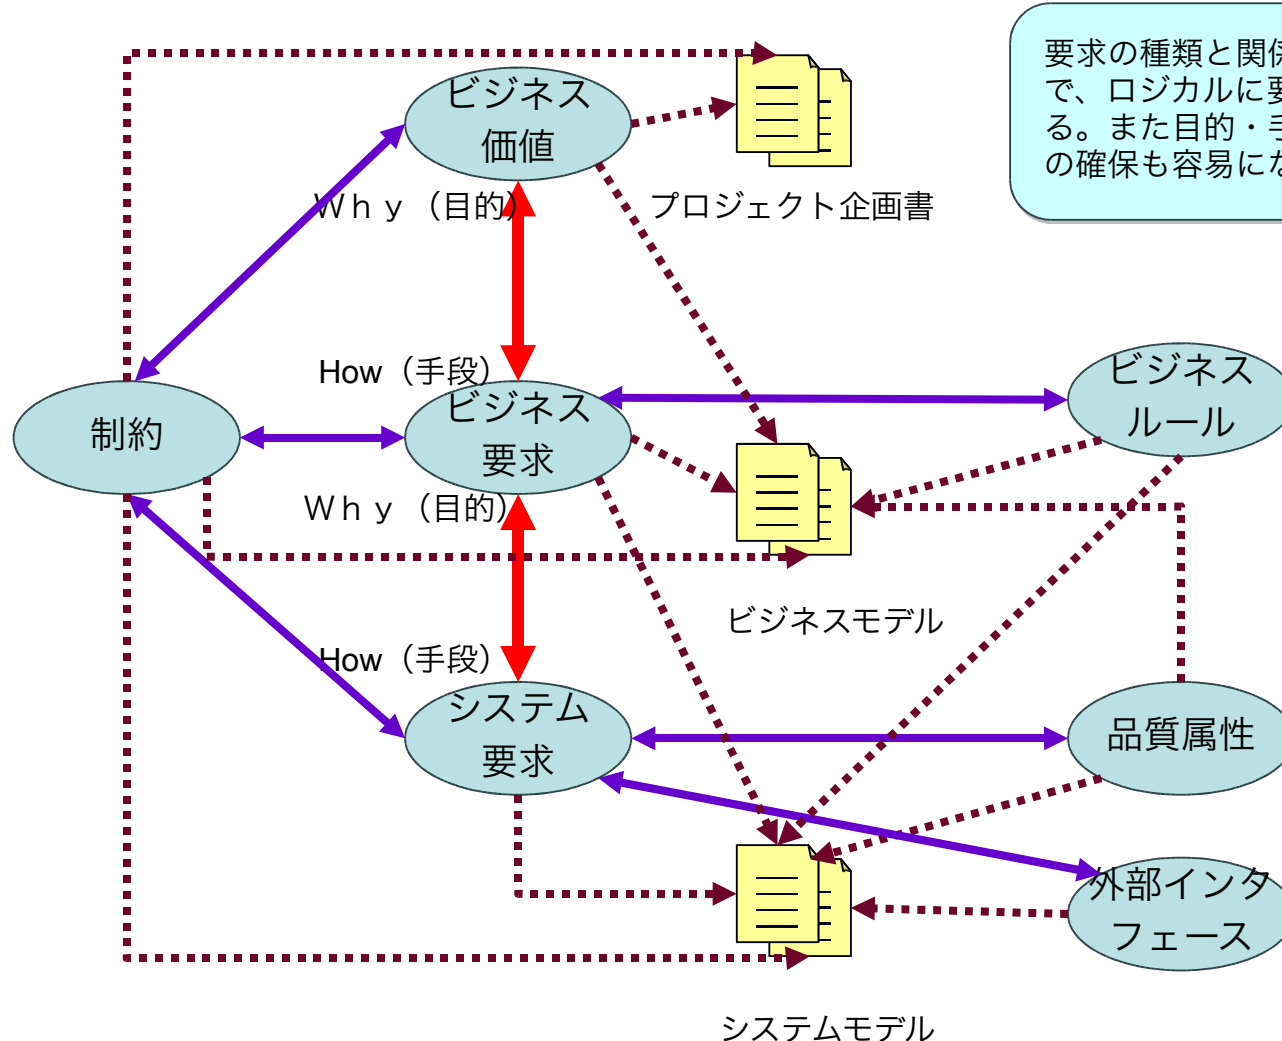 要求の種類と関
で、ロジカルに要
る。また目的・
の確保も容易にな
ビジネス
価値
Ｗｈｙ（目的）
プロジェクト企画書
How（手段）
ビジネス
要求
制約
ビジネス
ルール
Ｗｈｙ（目的）
ビジネスモデル
How（手段）
システム
要求
品質属性
外部インタ
フェース
システムモデル